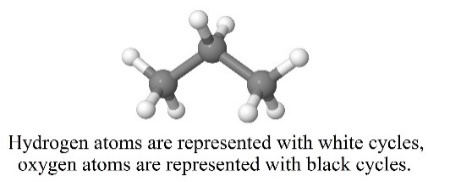 Hydrogen atoms are represented with white cycles,
oxygen atoms are represented with black cycles.